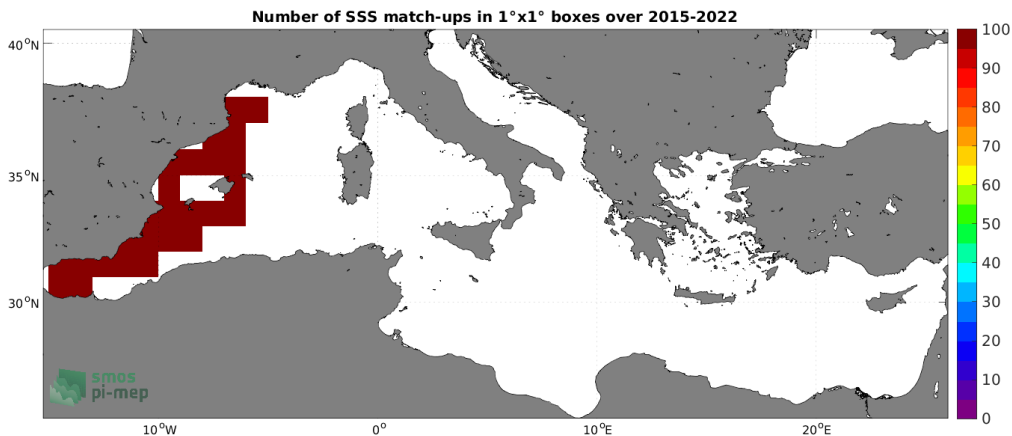 Number of SSS match-ups in 1°x1° boxes over 2015-2022
40°N
35°N
30°N
10°W
0°
10°E
20°E
100
90
80
70
60
50
40
30
20
10
0
smos
pi-mep